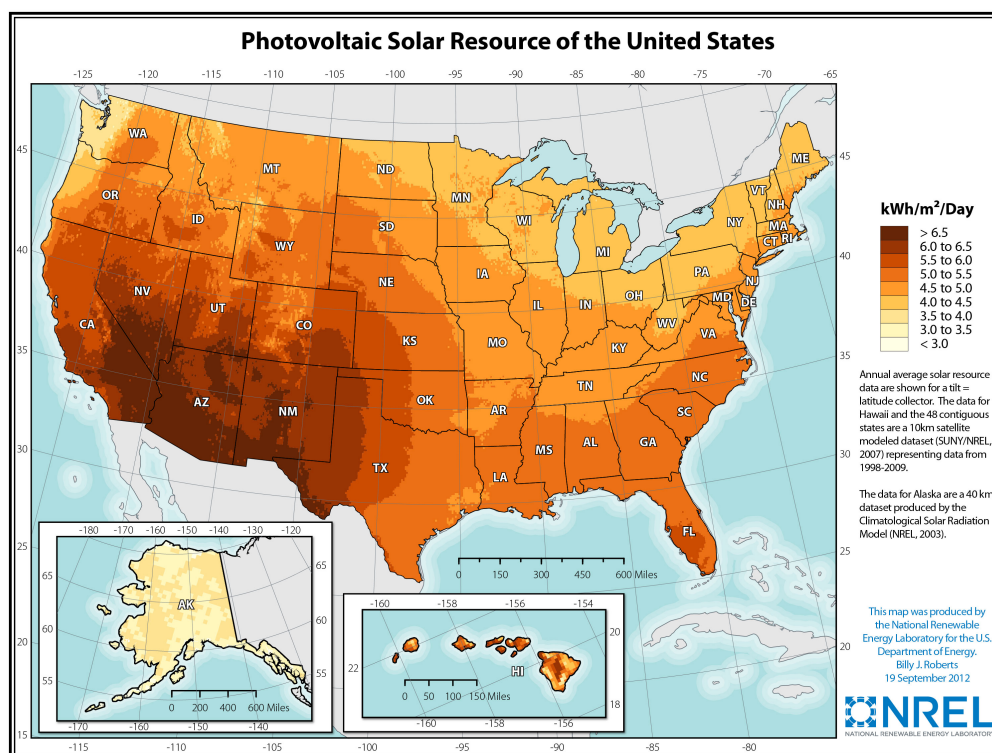 Photovoltaic Solar Resource of the United States
-125 -120 -115 -110 -105 -100 -95 -90 -85 -80 -75 -70 -65
45
40
35
30
25
20
15
45
40
35
30
25
20
-115 -110 -105 -100 -95 -90 -85 -80
WA
OR
CA
NV
ID
MT
WY
UT
CO
AZ
NM
ND
SD
NE
KS
OK
TX
MN
IA
MO
AR
LA
WI
IL
MI
IN
OH
KY
TN
MS
AL
GA
FL
SC
NC
VA
WV
PA
NY
VT
NH
ME
MA
CT
RI
NJ
MD
DE
0 150 300 450 600 Miles
-180 -170 -160 -150 -140 -130 -120
65
60
55
65
60
55
AK
0 200 400 600 Miles
-170 -160 -150 -140
-160 -158 -156 -154
22
20
18
HI
0 50 100 150 Miles
-160 -158 -156
kWh/m²/Day
> 6.5
6.0 to 6.5
5.5 to 6.0
5.0 to 5.5
4.5 to 5.0
4.0 to 4.5
3.5 to 4.0
3.0 to 3.5
< 3.0
Annual average solar resource
data are shown for a tilt =
latitude collector. The data for
Hawaii and the 48 contiguous
states are a 10km satellite
modeled dataset (SUNY/NREL,
2007) representing data from
1998-2009.
The data for Alaska are a 40 km
dataset produced by the
Climatological Solar Radiation
Model (NREL, 2003).
This map was produced by
the National Renewable
Energy Laboratory for the U.S.
Department of Energy.
Billy J. Roberts
19 September 2012
NREL
NATIONAL RENEWABLE ENERGY LABORATORY